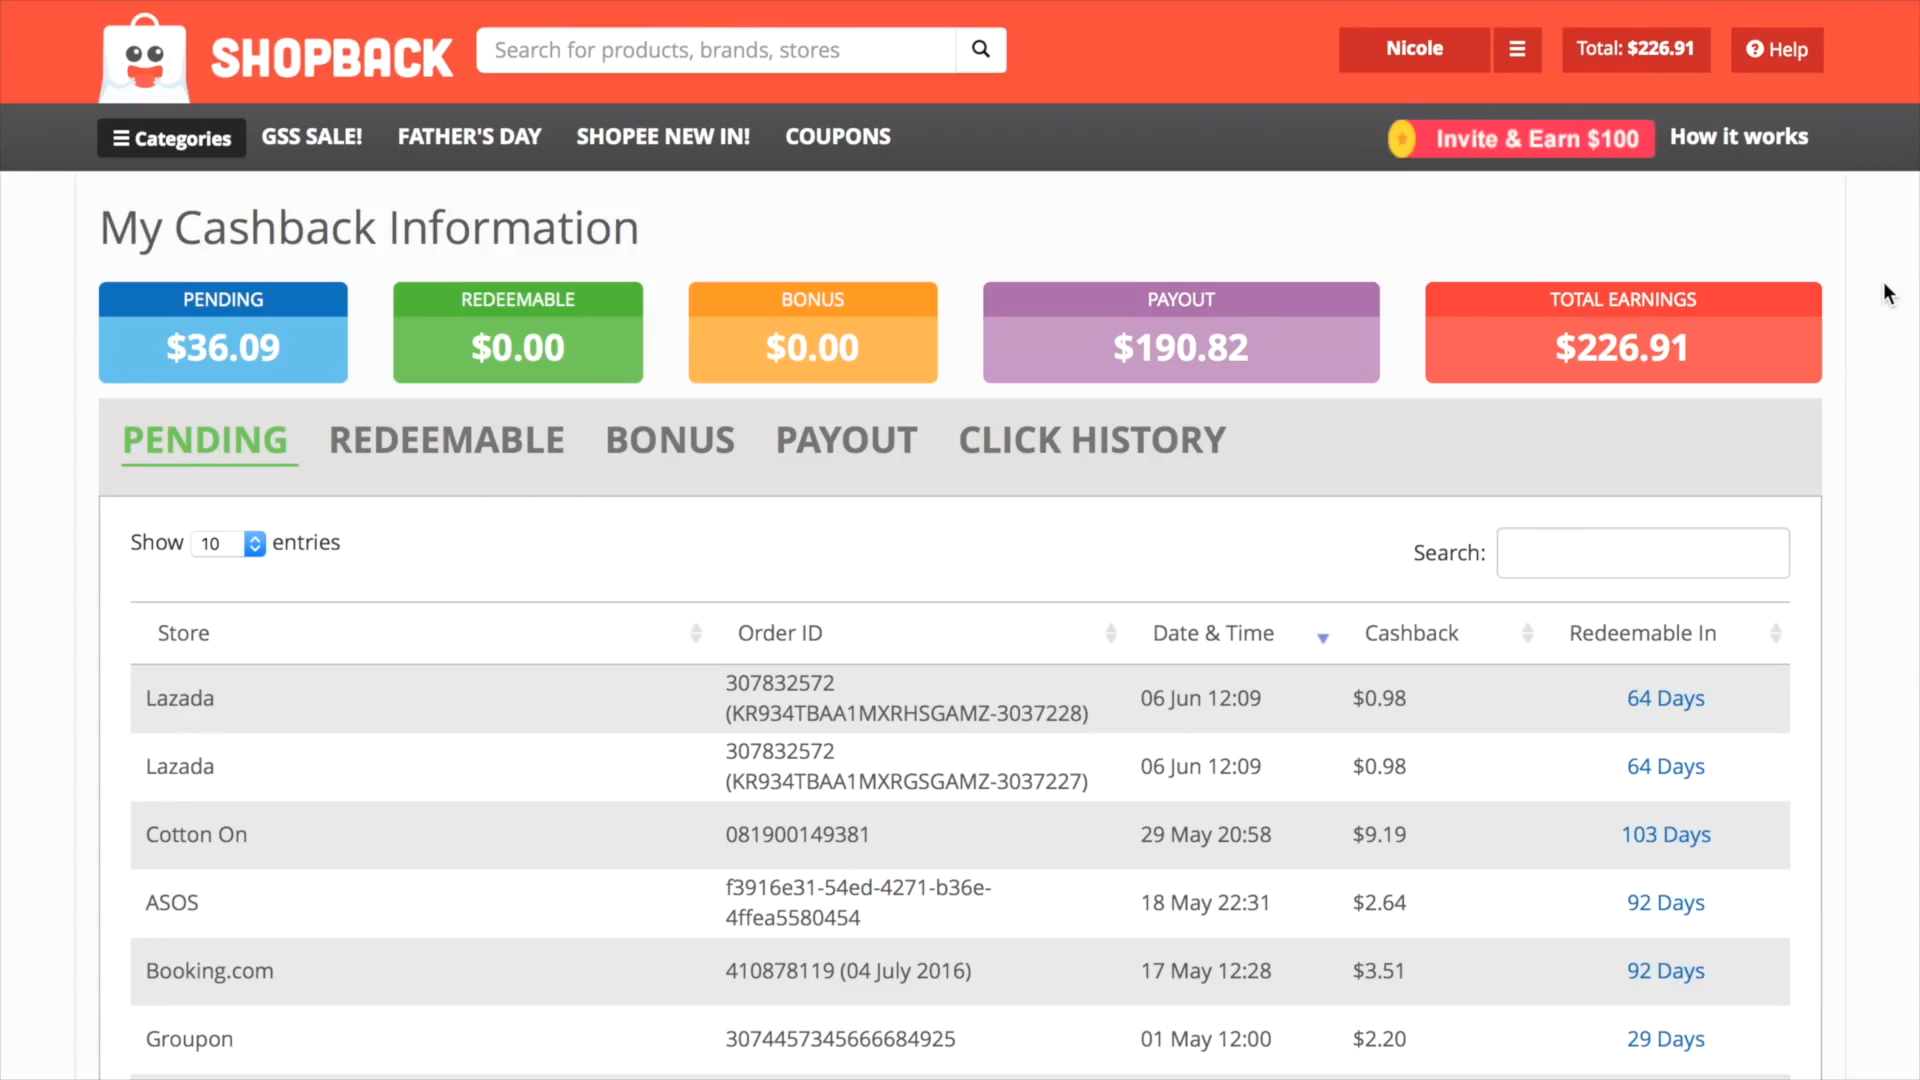 SHOPBACK
Search for products, brands, stores
Nicole
Total: $226.91
Help
Categories
GSS SALE!
FATHER'S DAY
SHOPEE NEW IN!
COUPONS
Invite & Earn $100
How it works
My Cashback Information
PENDING
$36.09
REDEEMABLE
$0.00
BONUS
$0.00
PAYOUT
$190.82
TOTAL EARNINGS
$226.91
PENDING REDEEMABLE BONUS PAYOUT CLICK HISTORY
Show 10 entries
Search:
Store Order ID Date & Time Cashback Redeemable In
Lazada
307832572
(KR934TBAA1MXRHSGAMZ-3037228)
06 Jun 12:09 $0.98 64 Days
Lazada
307832572
(KR934TBAA1MXRGSGAMZ-3037227)
06 Jun 12:09 $0.98 64 Days
Cotton On 081900149381 29 May 20:58 $9.19 103 Days
ASOS
f3916e31-54ed-4271-b36e-
4ffea5580454
18 May 22:31 $2.64 92 Days
Booking.com 410878119 (04 July 2016) 17 May 12:28 $3.51 92 Days
Groupon 3074457345666684925 01 May 12:00 $2.20 29 Days